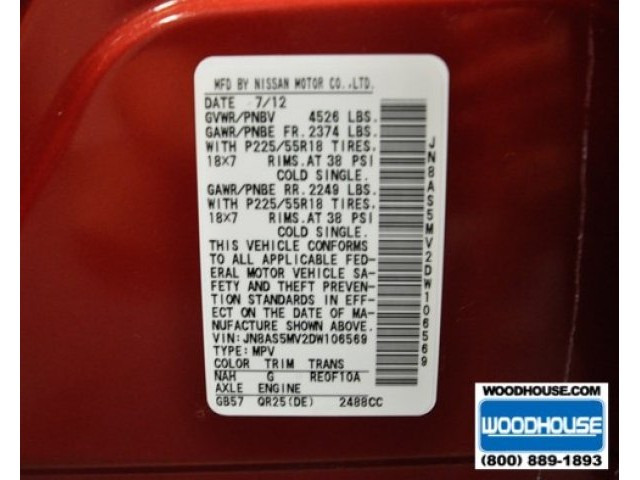 MFD BY NISSAN MOTOR CO.,LTD.
DATE 7/12
GVWR/PNBV 4526 LBS.
GAWR/PNBE FR. 2374 LBS.
WITH P225/55R18 TIRES.
18X7 RIMS. AT 38 PSI
COLD SINGLE.
GAWR/PNBE RR. 2249 LBS.
WITH P225/55R18 TIRES.
18X7 RIMS. AT 38 PSI
COLD SINGLE.
THIS VEHICLE CONFORMS
TO ALL APPLICABLE FED-
ERAL MOTOR VEHICLE SA-
FETY AND THEFT PREVEN-
TION STANDARDS IN EFF-
ECT ON THE DATE OF MA-
NUFACTURE SHOWN ABOVE.
VIN: JN8AS5MV2DW106569
TYPE: MPV
COLOR TRIM TRANS
NAH G RE0F10A
AXLE ENGINE
GB57 QR25(DE) 2488CC
JN8AS5MV2DW106569
WOODHOUSE.COM
WOODHOUSE
(800) 889-1893